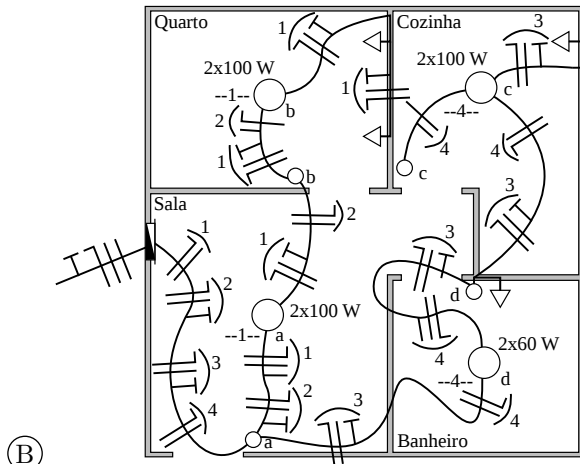 Quarto
Cozinha
1
3
2x100 W
2x100 W
--1--
b
1
c
2
--4--
1
4
4
b
c
Sala
3
1
2
3
1
2
d
2x100 W
a
--1--
2x60 W
4
1
3
d
--4--
2
4
3
4
a
Banheiro
B